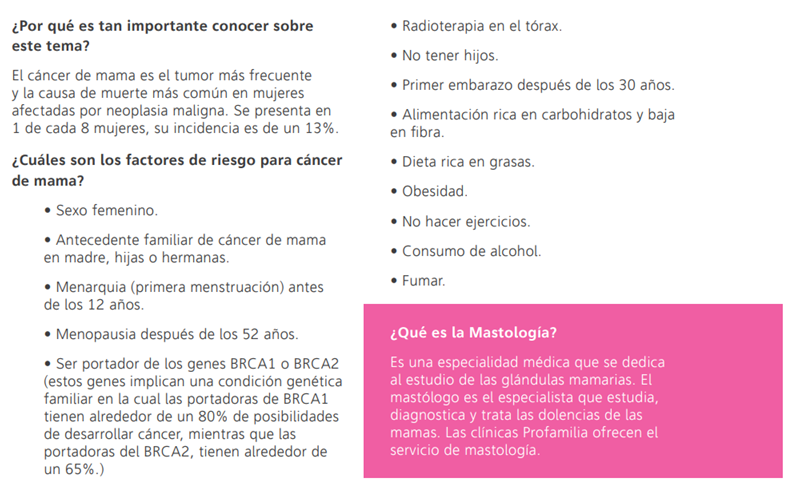 ¿Por qué es tan importante conocer sobre
este tema?
El cáncer de mama es el tumor más frecuente
y la causa de muerte más común en mujeres
afectadas por neoplasia maligna. Se presenta en
1 de cada 8 mujeres, su incidencia es de un 13%.
¿Cuáles son los factores de riesgo para cáncer
de mama?
• Sexo femenino.
• Antecedente familiar de cáncer de mama
en madre, hijas o hermanas.
• Menarquia (primera menstruación) antes
de los 12 años.
• Menopausia después de los 52 años.
• Ser portador de los genes BRCA1 o BRCA2
(estos genes implican una condición genética
familiar en la cual las portadoras de BRCA1
tienen alrededor de un 80% de posibilidades
de desarrollar cáncer, mientras que las
portadoras del BRCA2, tienen alrededor de
un 65%.)
• Radioterapia en el tórax.
• No tener hijos.
• Primer embarazo después de los 30 años.
• Alimentación rica en carbohidratos y baja
en fibra.
• Dieta rica en grasas.
• Obesidad.
• No hacer ejercicios.
• Consumo de alcohol.
• Fumar.
¿Qué es la Mastología?
Es una especialidad médica que se dedica
al estudio de las glándulas mamarias. El
mastólogo es el especialista que estudia,
diagnostica y trata las dolencias de las
mamas. Las clínicas Profamilia ofrecen el
servicio de mastología.